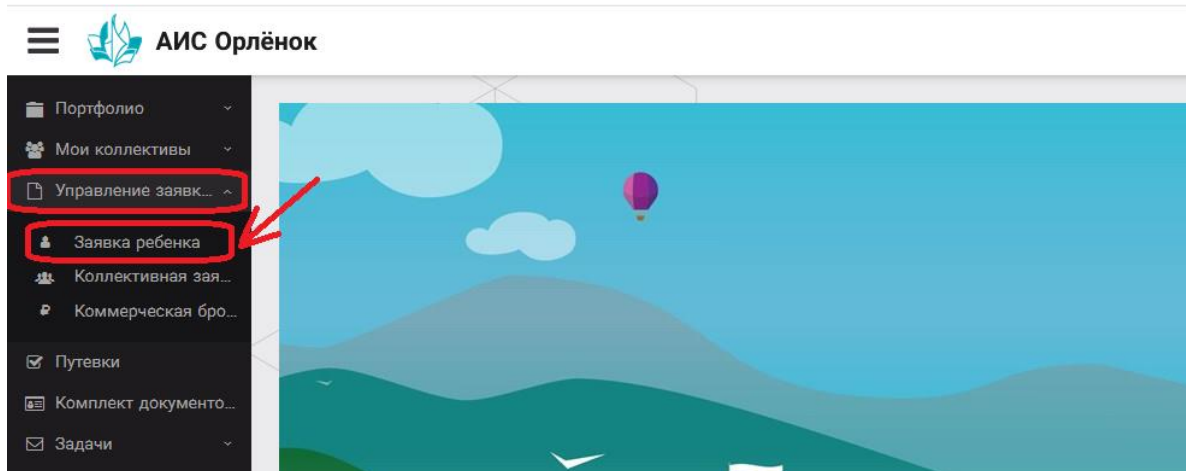 АИС Орлёнок
Портфолио
Мои коллективы
Управление заявк...
Заявка ребенка
Коллективная зая...
Коммерческая бро...
Путевки
Комплект документо...
Задачи